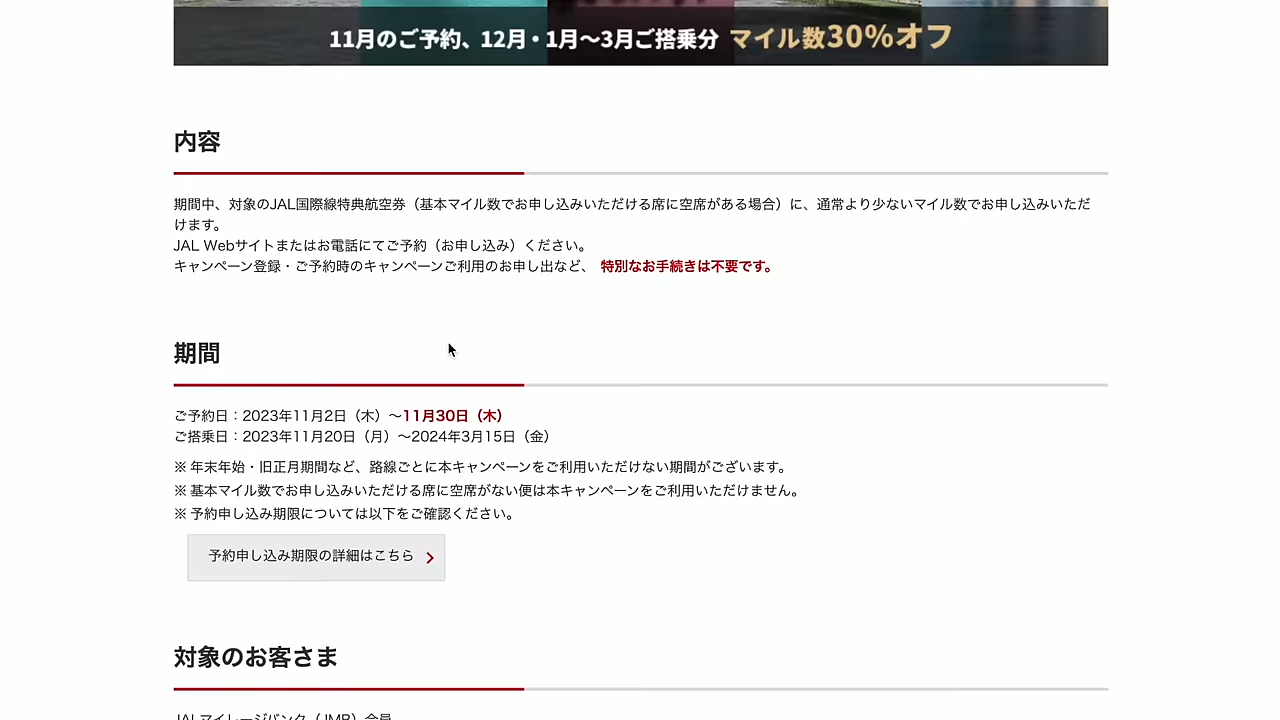 11月のご予約、12月・1月～3月ご搭乗分 マイル数30%オフ
内容
期間中、対象のJAL国際線特典航空券（基本マイル数でお申し込みいただける席に空席がある場合）に、通常より少ないマイル数でお申し込みいただ
けます。
JAL Webサイトまたはお電話にてご予約（お申し込み）ください。
キャンペーン登録・ご予約時のキャンペーンご利用のお申し出など、 特別なお手続きは不要です。
期間
ご予約日：2023年11月2日（木）～11月30日（木）
ご搭乗日：2023年11月20日（月）～2024年3月15日（金）
※ 年末年始・旧正月期間など、路線ごとに本キャンペーンをご利用いただけない期間がございます。
※ 基本マイル数でお申し込みいただける席に空席がない便は本キャンペーンをご利用いただけません。
※ 予約申し込み期限については以下をご確認ください。
予約申し込み期限の詳細はこちら
対象のお客さま
JALマイレージバンク（JMB）会員